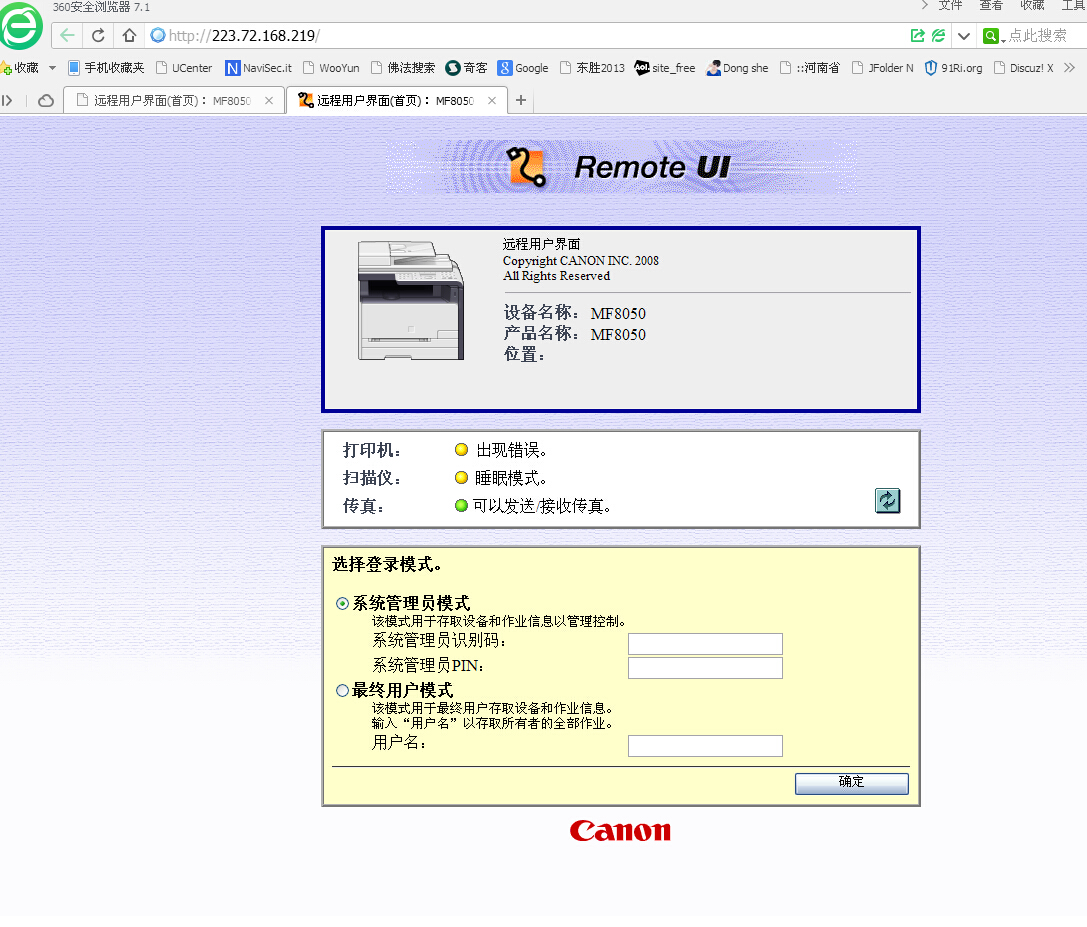 360安全浏览器 7.1
文件 查看 收藏 工具
http://223.72.168.219/
点此搜索
收藏 手机收藏夹 UCenter NaviSec.it WooYun 佛法搜索 奇客 Google 东胜2013 site_free Dong she ::河南省 JFolder N 91Ri.org Discuz! X
远程用户界面(首页)： MF8050 远程用户界面(首页)： MF8050
Remote UI
远程用户界面
Copyright CANON INC. 2008
All Rights Reserved
设备名称： MF8050
产品名称： MF8050
位置：
打印机： 出现错误。
扫描仪： 睡眠模式。
传真： 可以发送/接收传真。
选择登录模式。
系统管理员模式
该模式用于存取设备和作业信息以管理控制。
系统管理员识别码：
系统管理员PIN：
最终用户模式
该模式用于最终用户存取设备和作业信息。
输入“用户名”以存取所有者的全部作业。
用户名：
确定
Canon